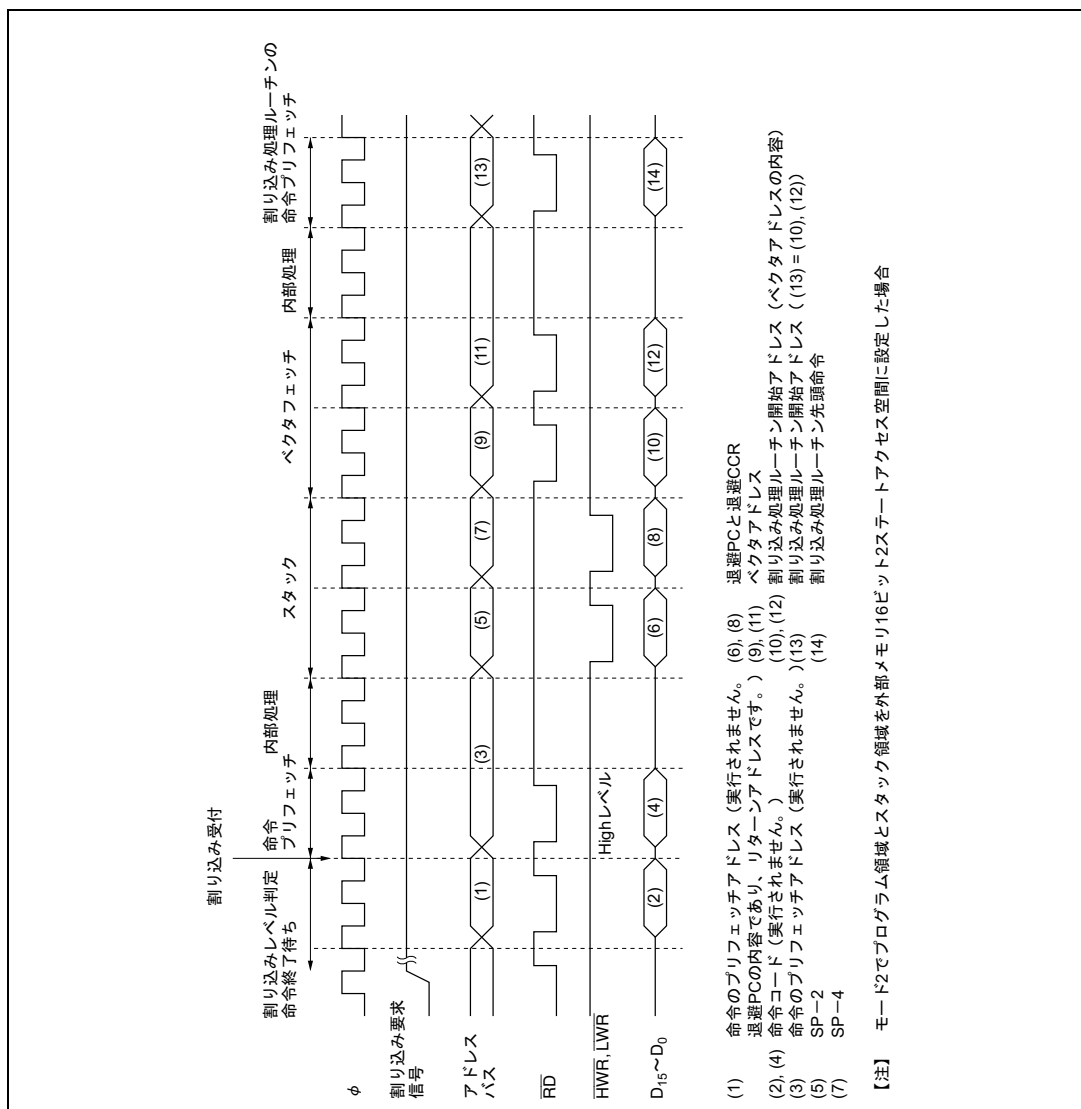 割り込み受付
割り込みレベル判定
命令終了待ち
命令
プリフェッチ
内部処理
スタック
ベクタフェッチ
内部処理
割り込み処理ルーチンの
命令プリフェッチ
φ
割り込み要求
信号
アドレス
バス
(1)
(3)
(5)
(7)
(9)
(11)
(13)
RD
HWR, LWR
Highレベル
D15〜D0
(2)
(4)
(6)
(8)
(10)
(12)
(14)
(1) 命令のプリフェッチアドレス（実行されません。
退避PCの内容であり、リターンアドレスです。）
(2), (4) 命令コード（実行されません。）
(3) 命令のプリフェッチアドレス（実行されません。）
(5) SP－2
(7) SP－4
(6), (8) 退避PCと退避CCR
(9), (11) ベクタアドレス
(10), (12) 割り込み処理ルーチン開始アドレス（ベクタアドレスの内容）
(13) 割り込み処理ルーチン開始アドレス（(13) = (10), (12)）
(14) 割り込み処理ルーチン先頭命令
【注】 モード2でプログラム領域とスタック領域を外部メモリ16ビット2ステートアクセス空間に設定した場合